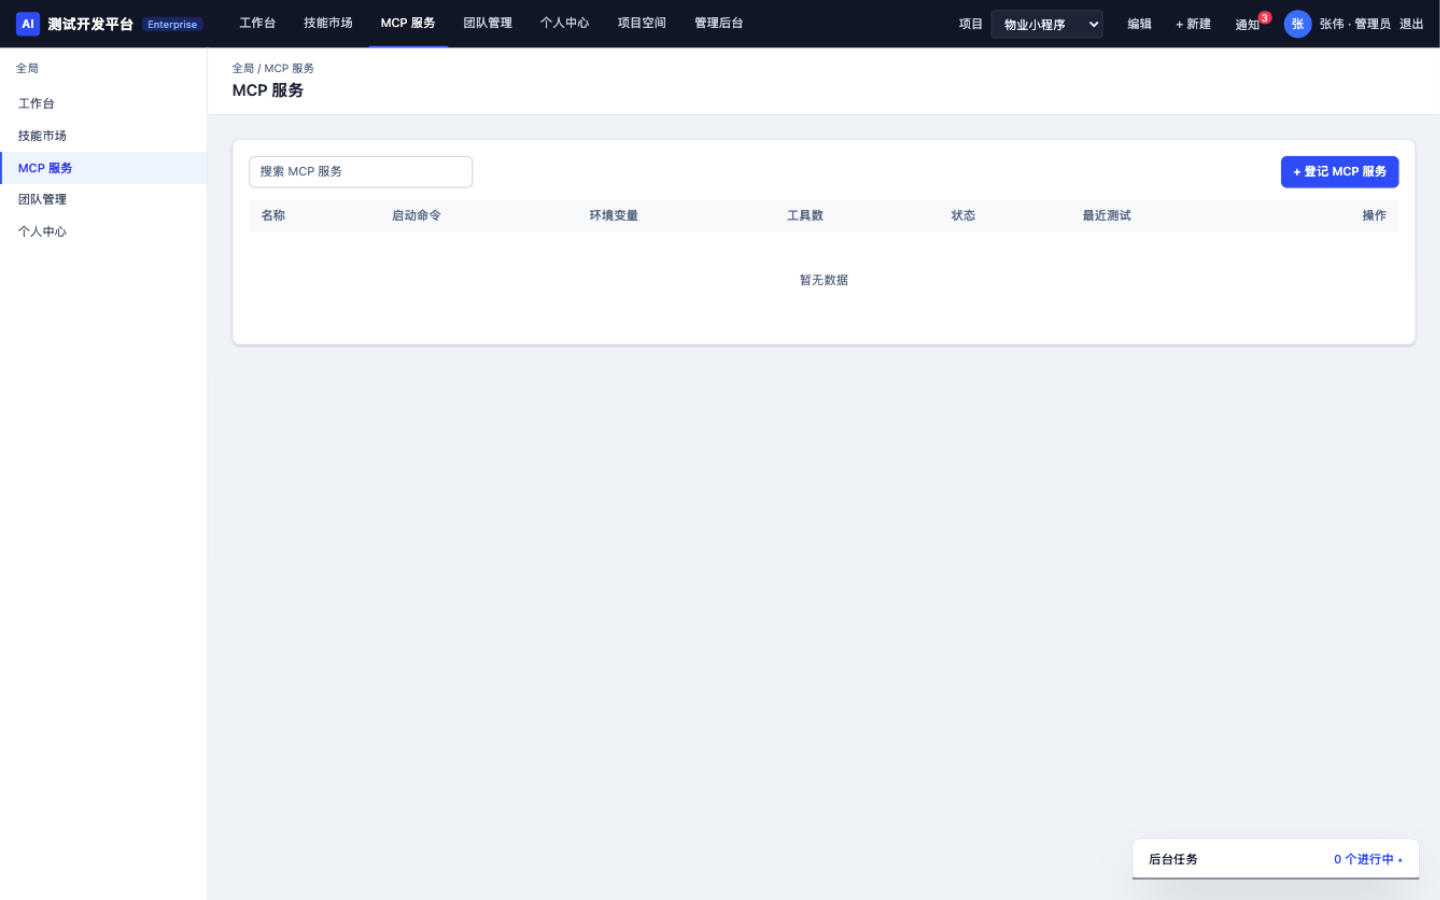 AI 测试开发平台 Enterprise 工作台 技能市场 MCP 服务 团队管理 个人中心 项目空间 管理后台 项目 物业小程序 编辑 + 新建 通知 3 张 张伟 · 管理员 退出
全局
工作台
技能市场
MCP 服务
团队管理
个人中心
全局 / MCP 服务
MCP 服务
搜索 MCP 服务 + 登记 MCP 服务
名称 启动命令 环境变量 工具数 状态 最近测试 操作
暂无数据
后台任务 0 个进行中